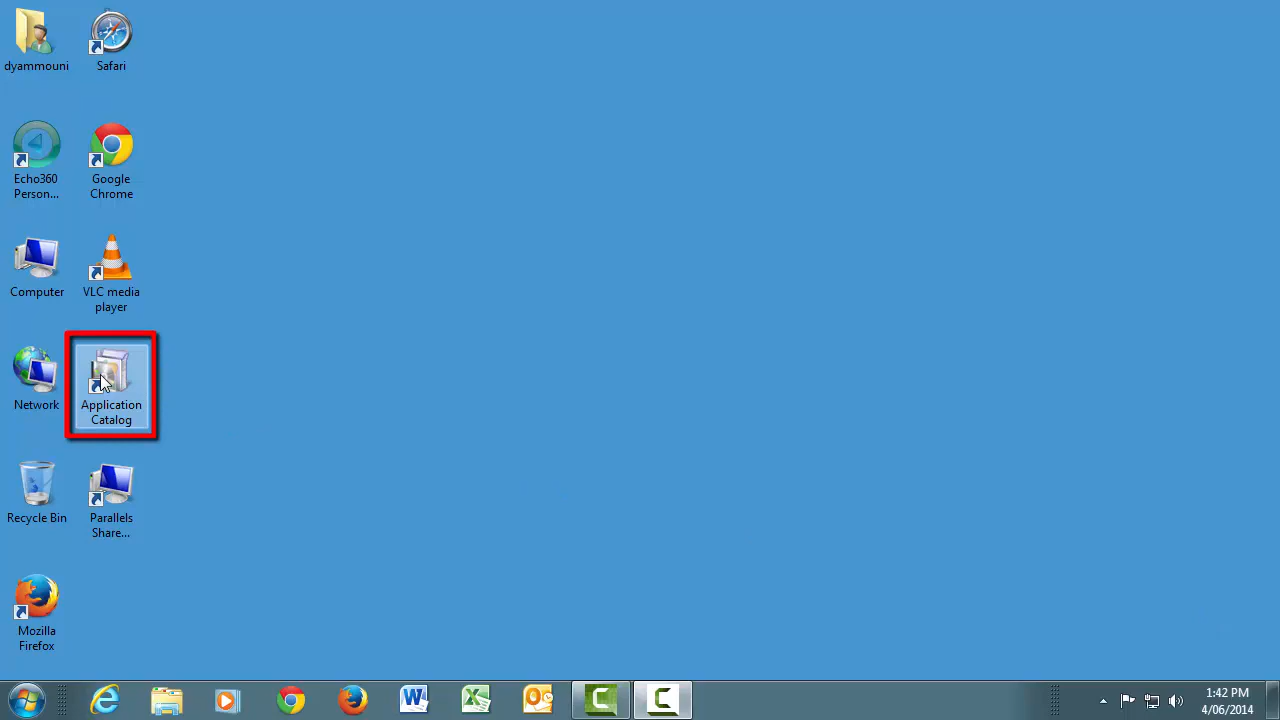 dyammouni
Safari
Echo360
Person...
Google
Chrome
Computer
VLC media
player
Network
Application
Catalog
Recycle Bin
Parallels
Share...
Mozilla
Firefox
1:42 PM
4/06/2014